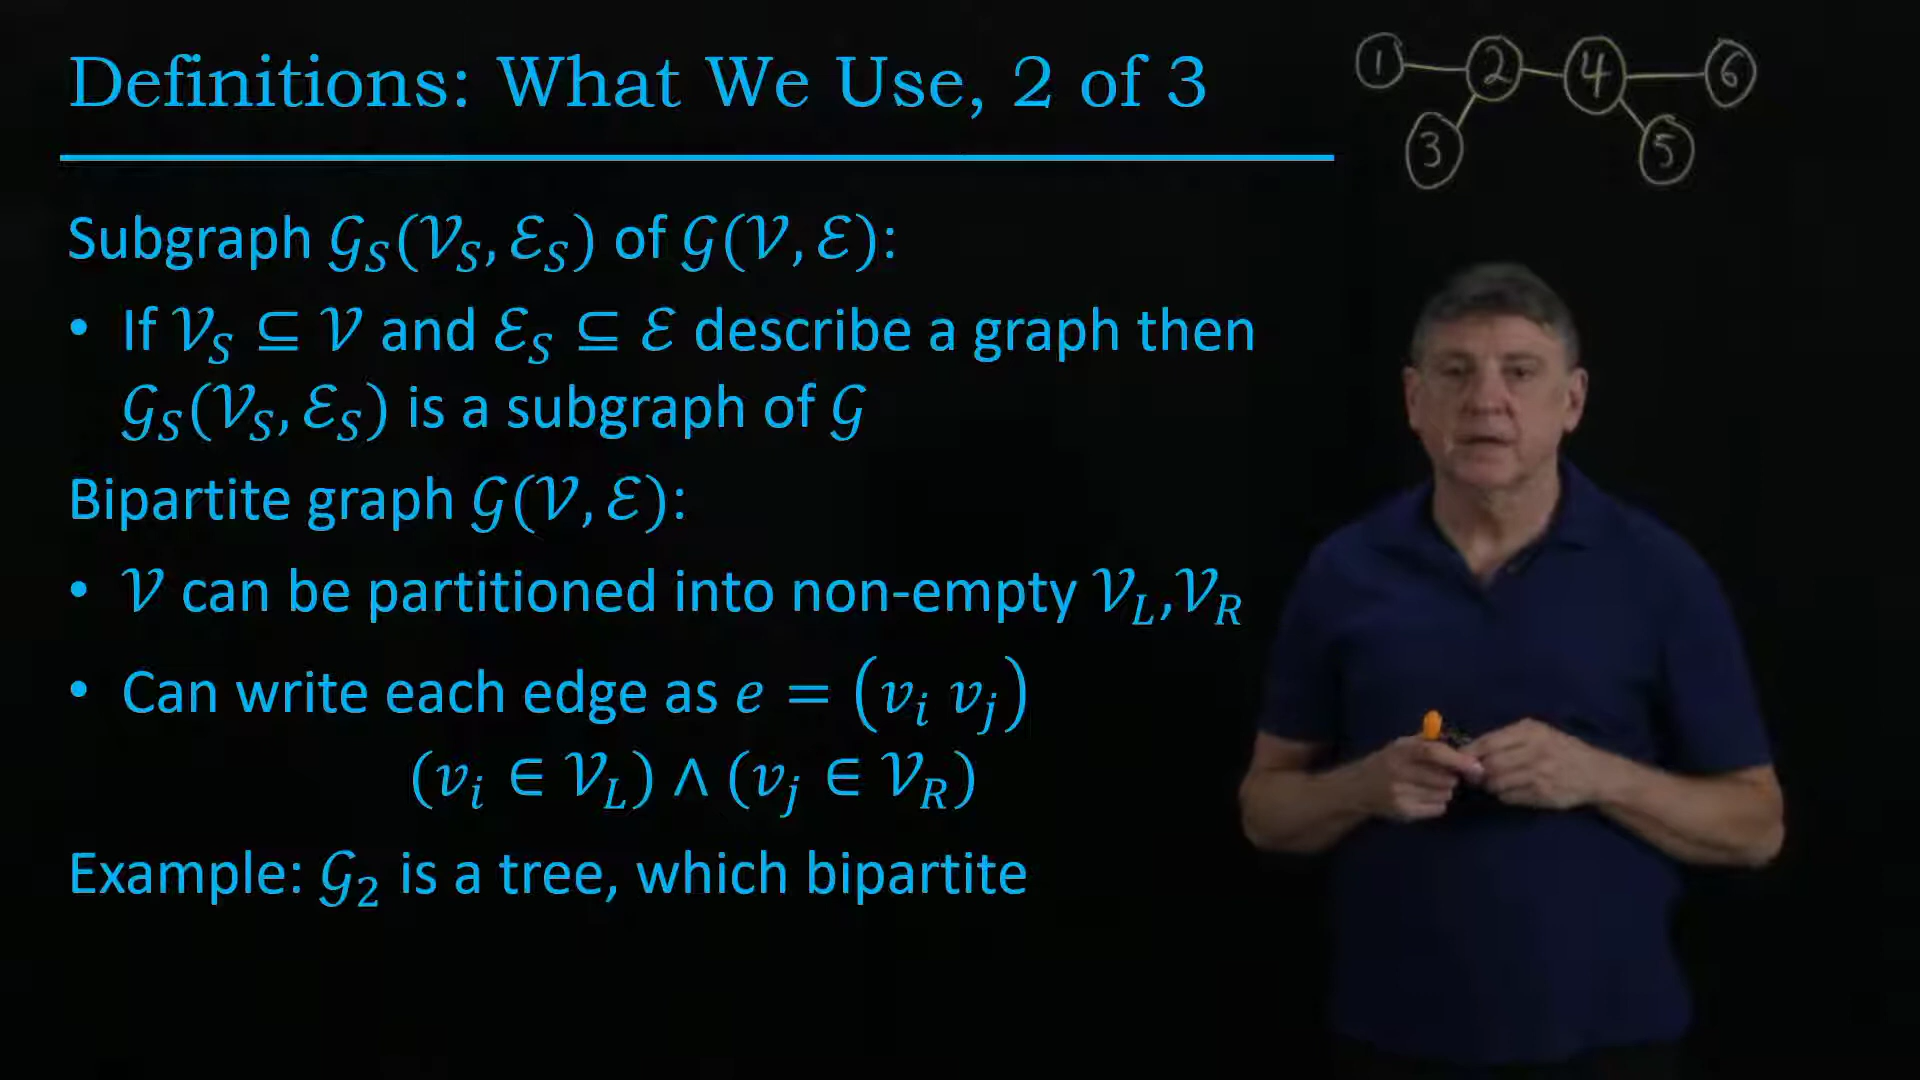 Definitions: What We Use, 2 of 3
1 2 4 6
3 5
Subgraph 𝒢_S(𝒱_S, ℰ_S) of 𝒢(𝒱, ℰ):
• If 𝒱_S ⊆ 𝒱 and ℰ_S ⊆ ℰ describe a graph then
𝒢_S(𝒱_S, ℰ_S) is a subgraph of 𝒢
Bipartite graph 𝒢(𝒱, ℰ):
• 𝒱 can be partitioned into non-empty 𝒱_L,𝒱_R
• Can write each edge as e = (v_i v_j)
(v_i ∈ 𝒱_L) ∧ (v_j ∈ 𝒱_R)
Example: 𝒢_2 is a tree, which bipartite